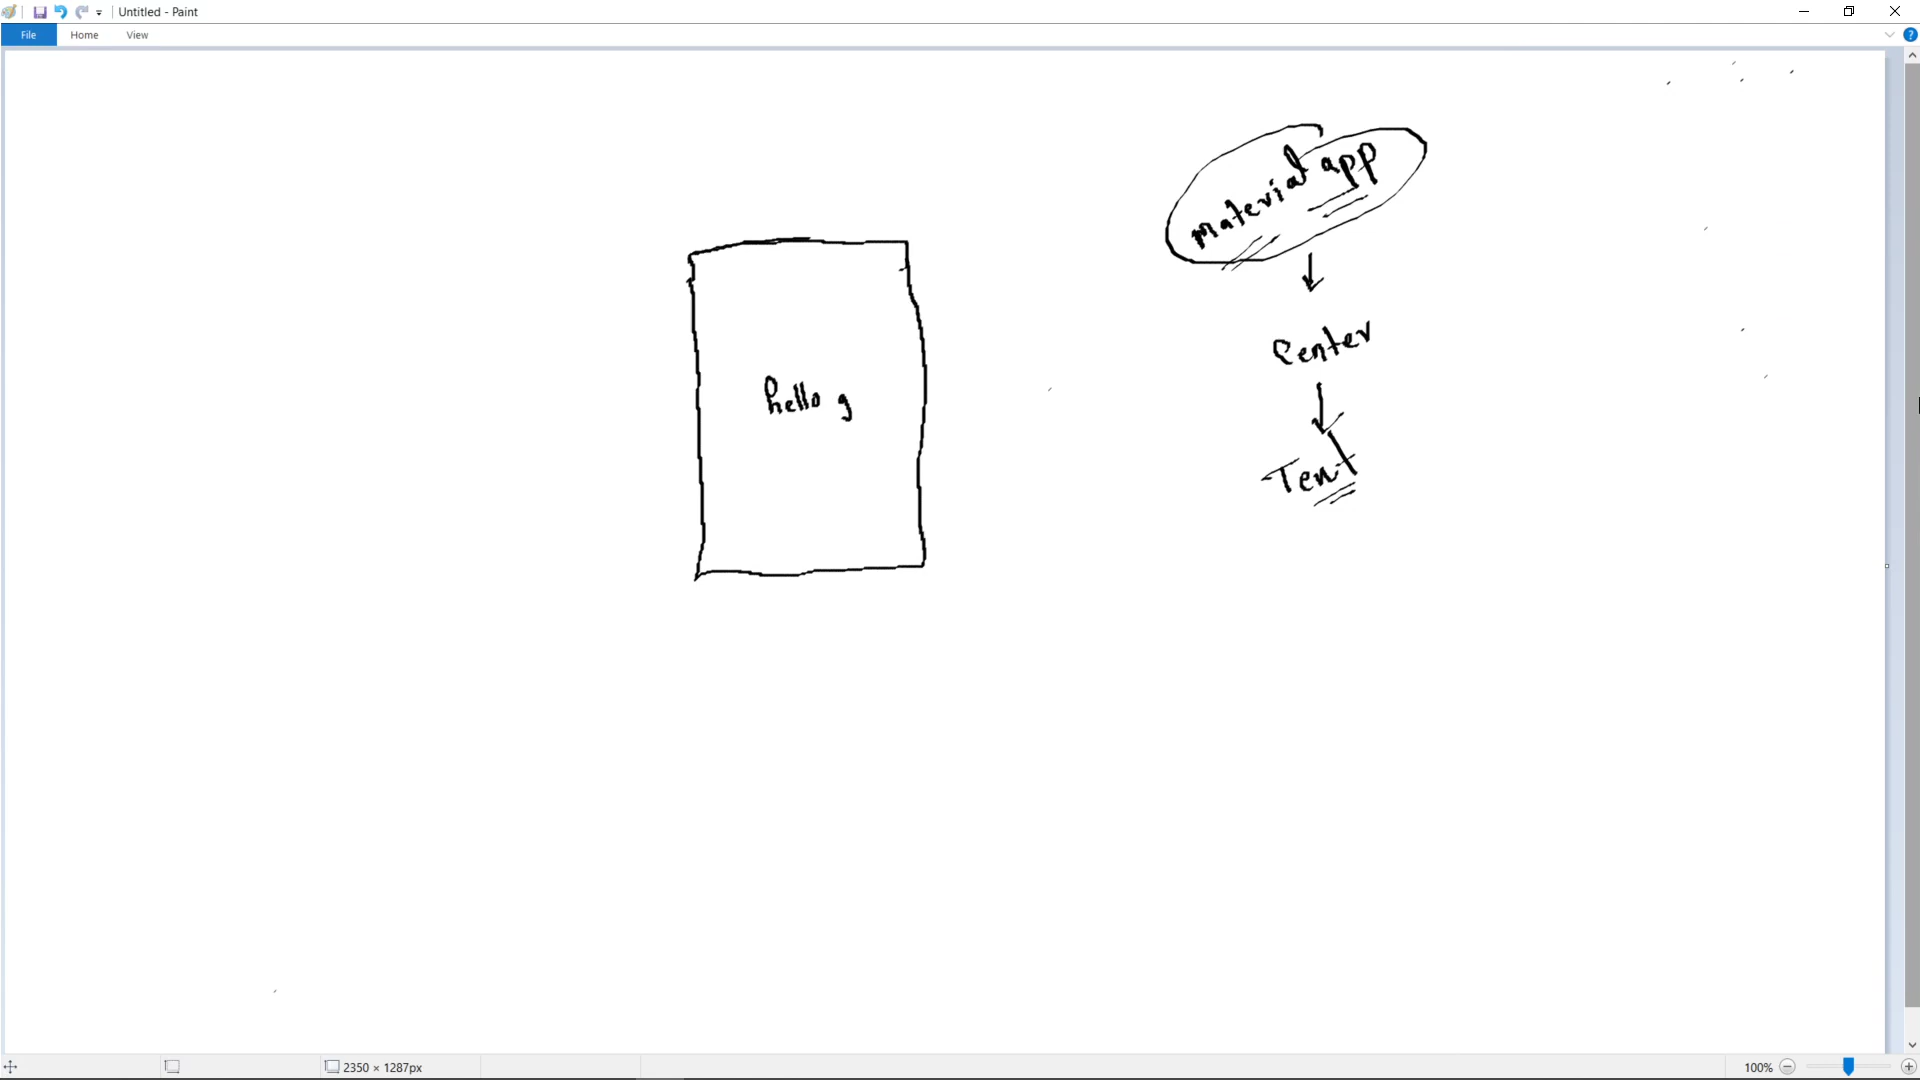 Untitled - Paint
File Home View
material app
Center
hello g
Text
2350 × 1287px
100%